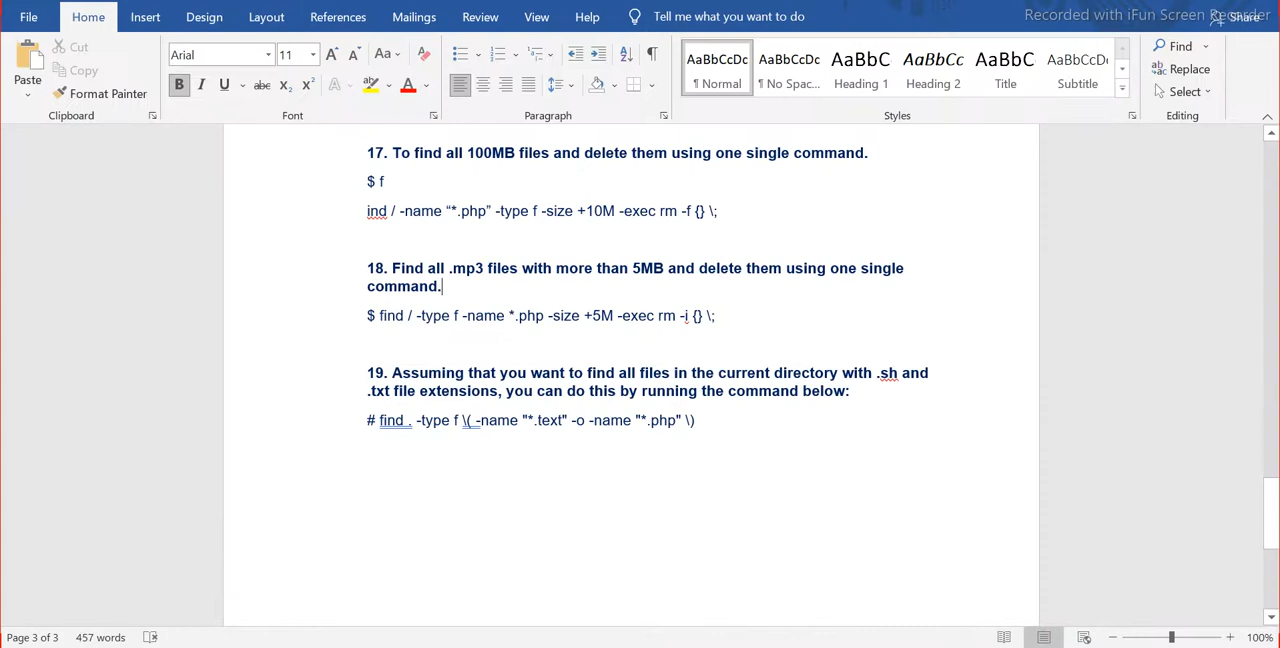 File Home Insert Design Layout References Mailings Review View Help Tell me what you want to do Share
Recorded with iFun Screen Recorder
Paste Cut Copy Format Painter
Arial 11 Aa
B I U abc X₂ X² A A
AaBbCcDc AaBbCcDc AaBbC AaBbCc AaBbC AaBbCcD
¶ Normal ¶ No Spac... Heading 1 Heading 2 Title Subtitle
Find
Replace
Select
Clipboard Font Paragraph Styles Editing
17. To find all 100MB files and delete them using one single command.
$ f
ind / -name “*.php” -type f -size +10M -exec rm -f {} \;
18. Find all .mp3 files with more than 5MB and delete them using one single
command.
$ find / -type f -name *.php -size +5M -exec rm -i {} \;
19. Assuming that you want to find all files in the current directory with .sh and
.txt file extensions, you can do this by running the command below:
# find . -type f \( -name "*.text" -o -name "*.php" \)
Page 3 of 3 457 words 100%